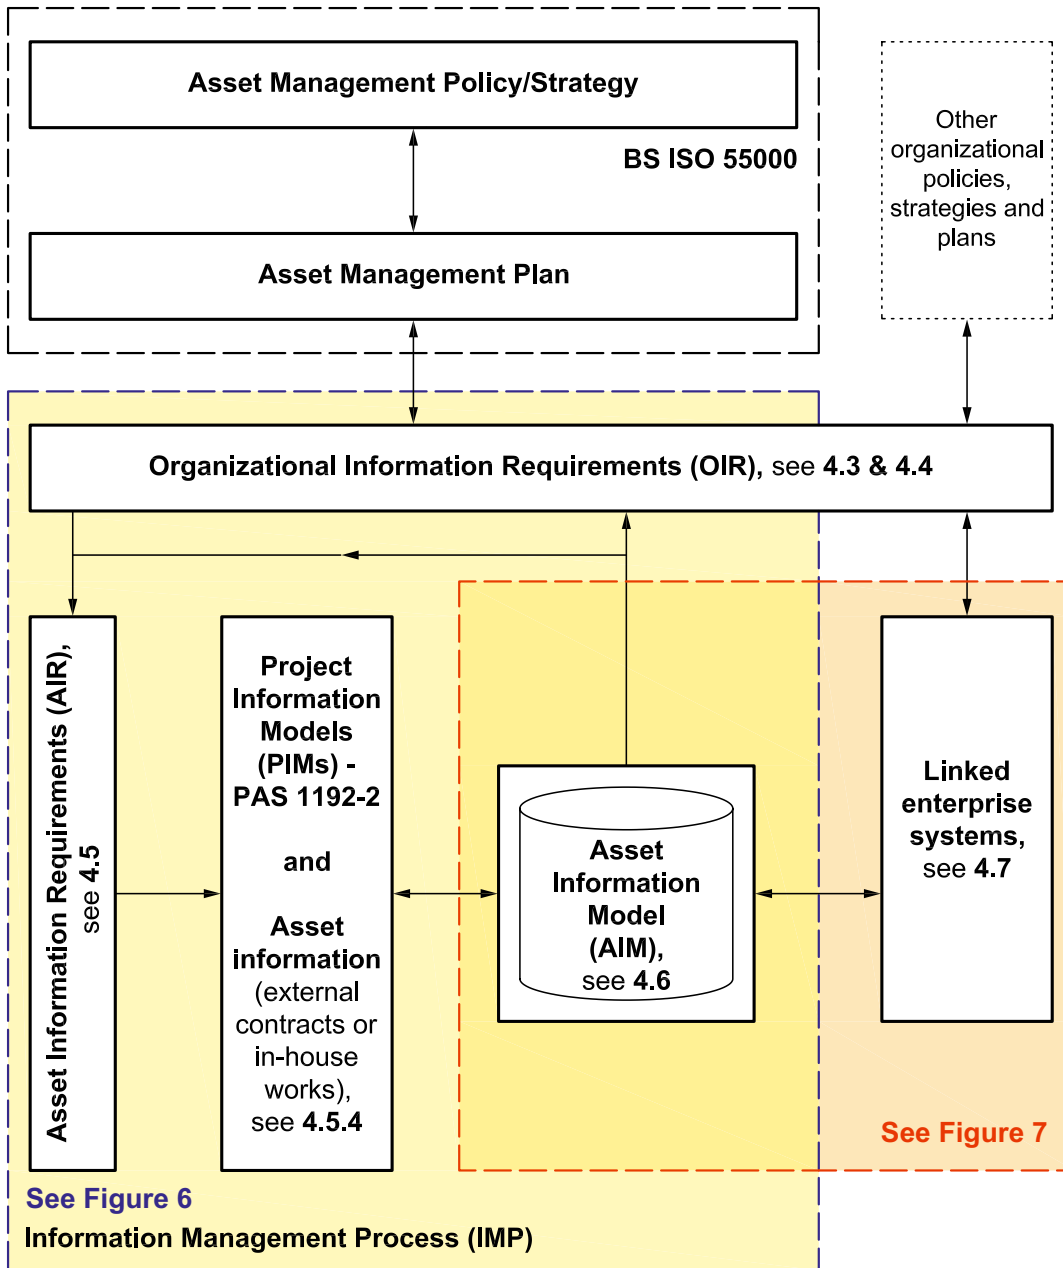 Asset Management Policy/Strategy
BS ISO 55000
Asset Management Plan
Other
organizational
policies,
strategies and
plans
Organizational Information Requirements (OIR), see 4.3 & 4.4
Asset Information Requirements (AIR),
see 4.5
Project
Information
Models
(PIMs) -
PAS 1192-2
and
Asset
information
(external
contracts or
in-house
works),
see 4.5.4
Asset
Information
Model
(AIM),
see 4.6
Linked
enterprise
systems,
see 4.7
See Figure 7
See Figure 6
Information Management Process (IMP)